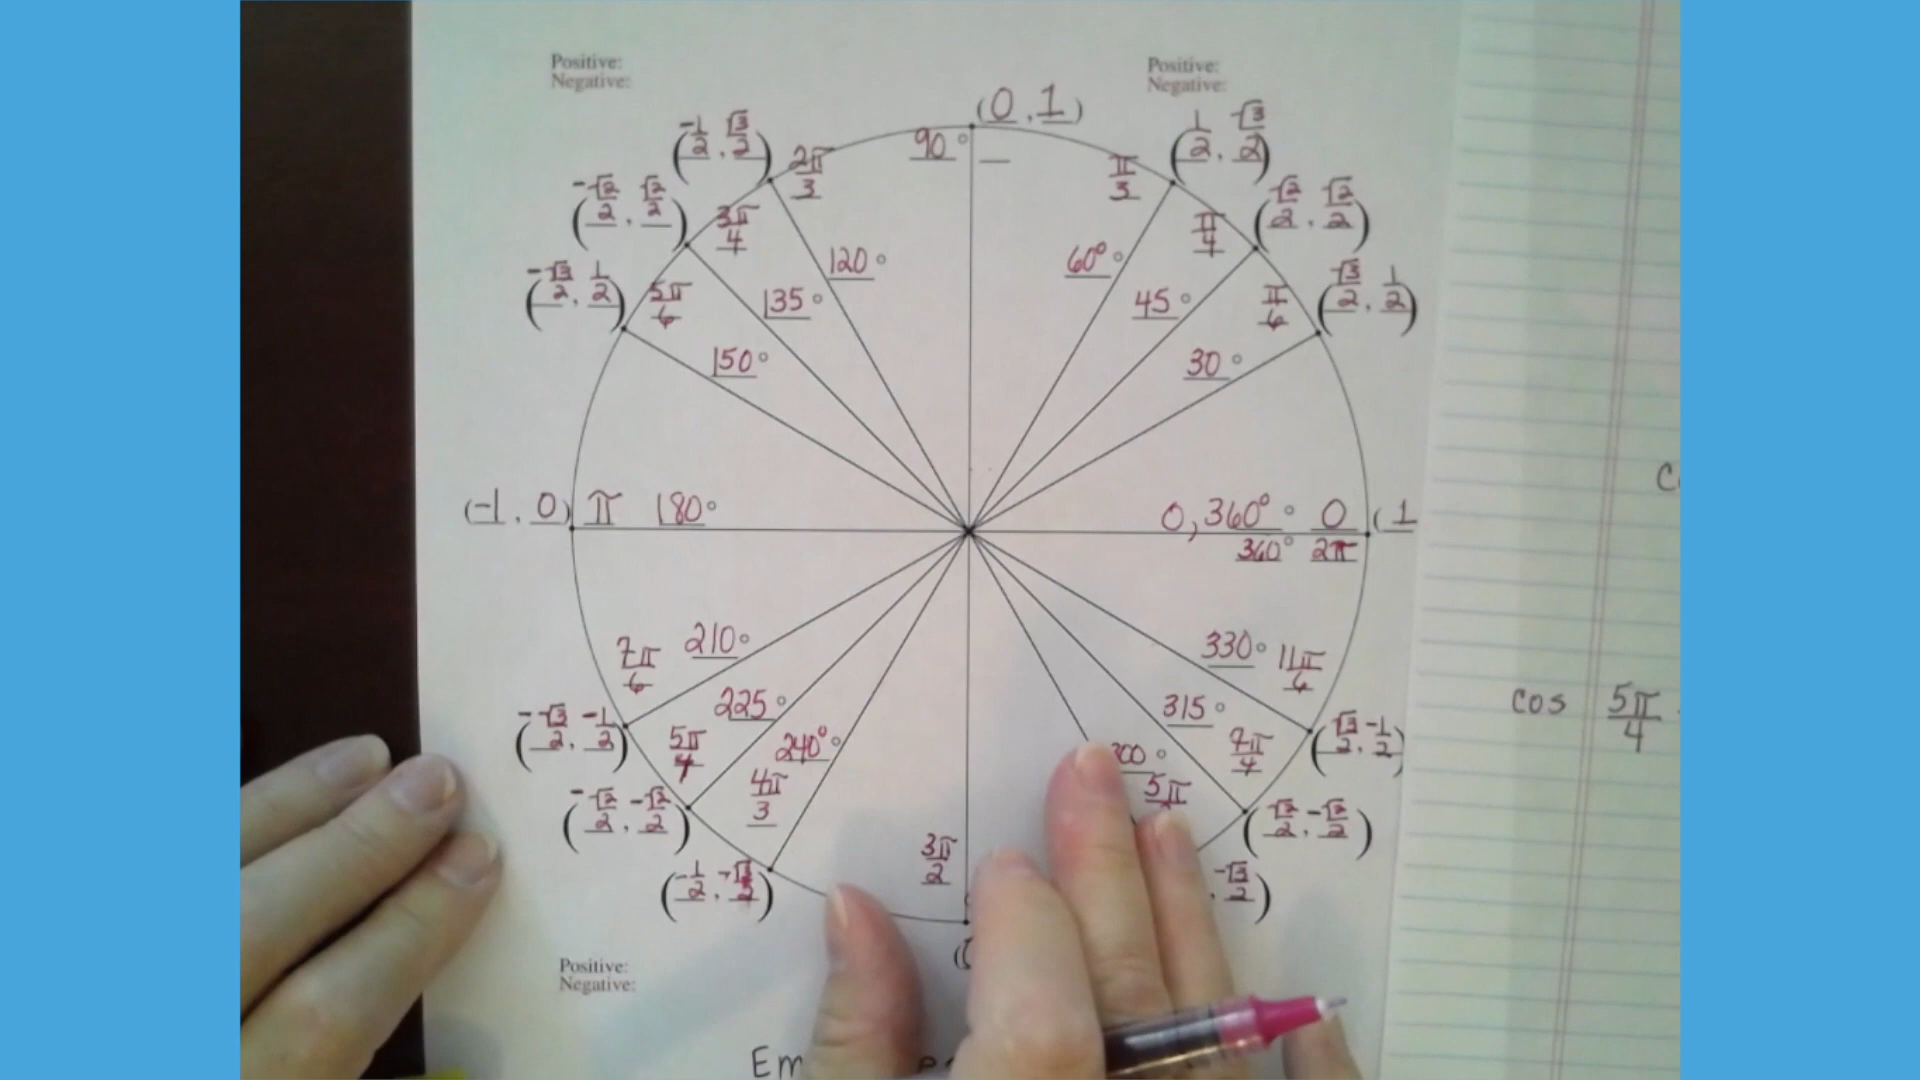 Positive:
Negative:
Positive:
Negative:
(0, 1)
90°
(-1/2, √3/2)
2π/3
120°
(-√2/2, √2/2)
3π/4
135°
(-√3/2, 1/2)
5π/6
150°
(1/2, √3/2)
π/3
60°
(√2/2, √2/2)
π/4
45°
(√3/2, 1/2)
π/6
30°
(-1, 0) π 180°
0, 360° ° 0 (1
360° 2π
210°
7π/6
(-√3/2, -1/2)
225°
5π/4
(-√2/2, -√2/2)
240°°
4π/3
(-1/2, -√3/2)
3π/2
330° 11π/6
(√3/2, -1/2)
315°
7π/4
(√2/2, -√2/2)
00°
5π
, -√3/2)
cos 5π/4
Positive:
Negative:
Em